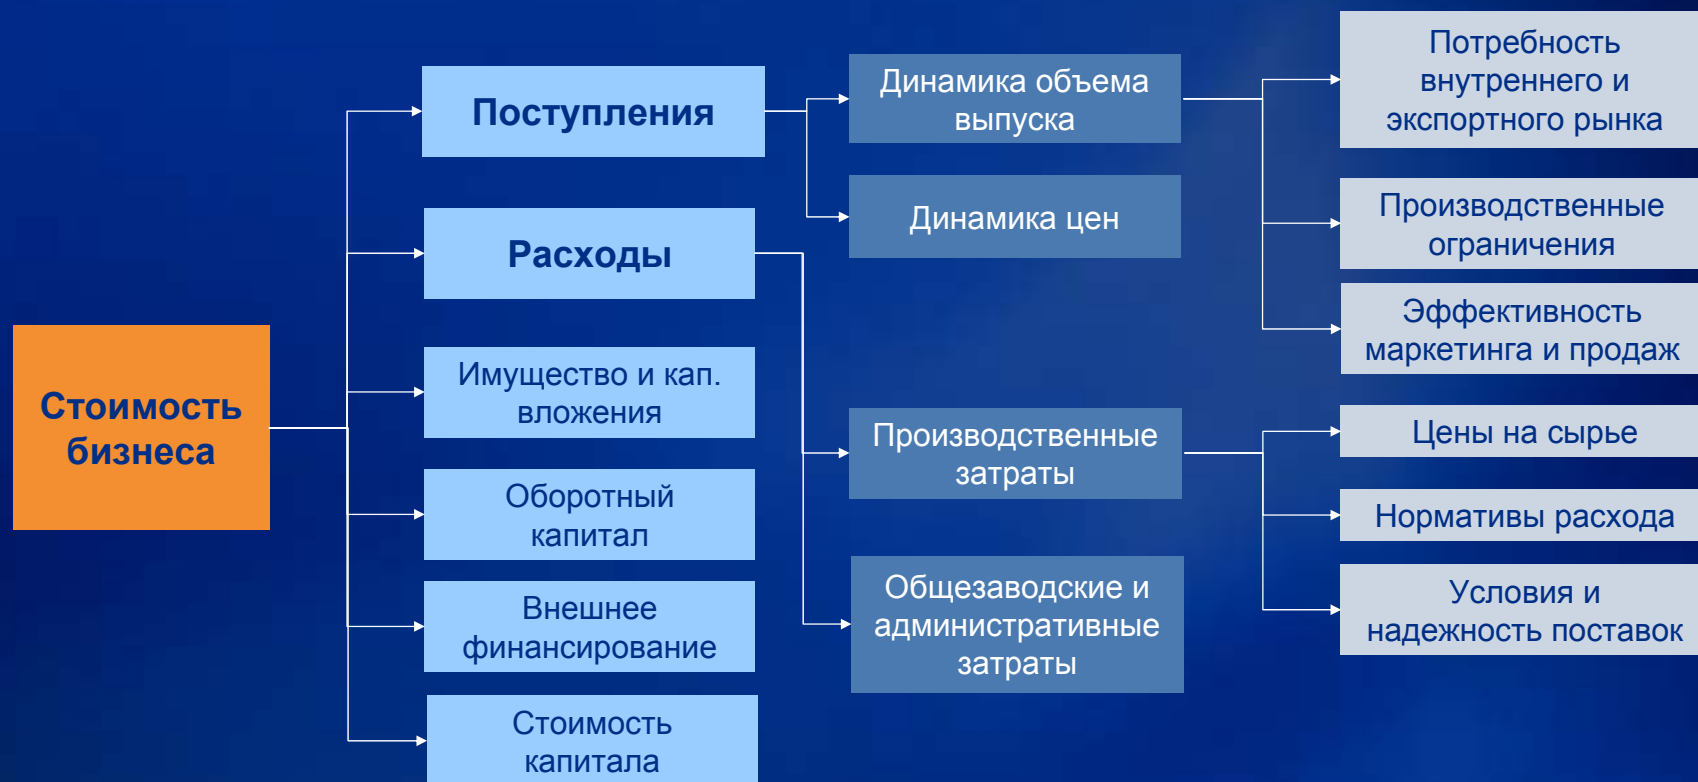 Стоимость
бизнеса
Поступления
Расходы
Имущество и кап.
вложения
Оборотный
капитал
Внешнее
финансирование
Стоимость
капитала
Динамика объема
выпуска
Динамика цен
Производственные
затраты
Общезаводские и
административные
затраты
Потребность
внутреннего и
экспортного рынка
Производственные
ограничения
Эффективность
маркетинга и продаж
Цены на сырье
Нормативы расхода
Условия и
надежность поставок